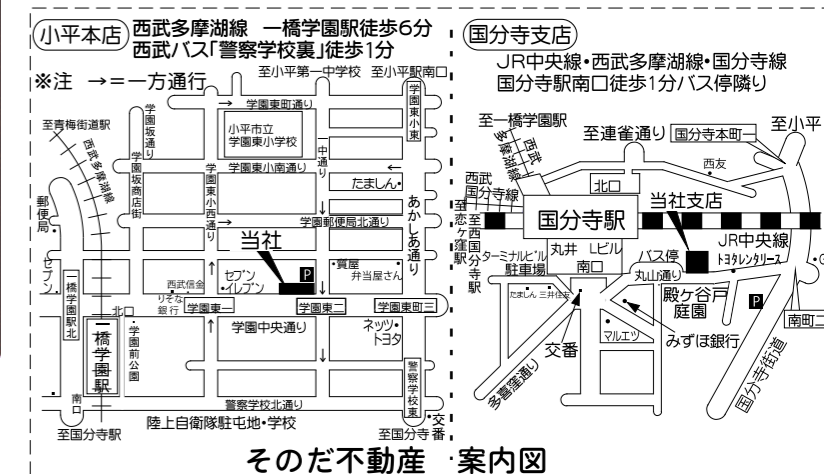 小平本店
西武多摩湖線 一橋学園駅徒歩6分
西武バス「警察学校裏」徒歩1分
※注 →=一方通行
至小平第一中学校
至小平駅南口
学園東小東
学園東町通り
至青梅街道駅
学園坂通り
小平市立
学園東小学校
一中通り
西武多摩湖線
学園東小南通り
学園坂商店街
学園東小西通り
たましん
あかしあ通り
郵便局
学園郵便局北通り
当社
P
セブン
一橋学園駅北
西武信金
セブン
・イレブン
質屋
弁当屋さん
りそな
銀行
学園東一
学園東二
学園東町三
北口
学園中央通り
ネッツ
トヨタ
一橋学園駅
学園前公園
南口
警察学校東
警察学校北通り
陸上自衛隊駐屯地・学校
交番
至国分寺駅
至国分寺
国分寺支店
JR中央線・西武多摩湖線・国分寺線
国分寺駅南口徒歩1分バス停隣り
至一橋学園駅
西武
多摩湖線
至連雀通り
国分寺本町一
至小平
西友
西武
国分寺線
北口
当社支店
至恋ヶ窪駅
至西国分寺駅
国分寺駅
JR中央線
ターミナルビル
駐車場
丸井
Lビル
南口
バス停
トヨタレンタリース
丸山通り
殿ヶ谷戸
庭園
たましん
三井住友
P
マルエツ
みずほ銀行
南町二
交番
多喜窪通り
国分寺街道
そのだ不動産 案内図